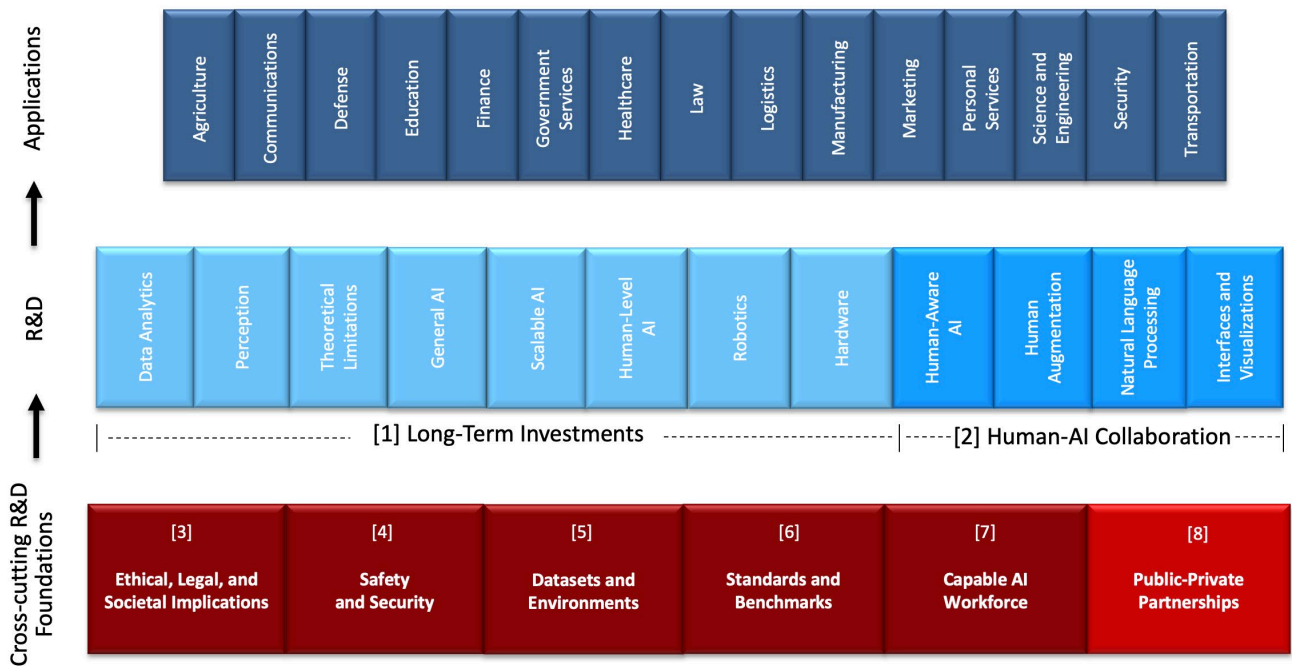 Applications
Agriculture
Communications
Defense
Education
Finance
Government
Services
Healthcare
Law
Logistics
Manufacturing
Marketing
Personal
Services
Science and
Engineering
Security
Transportation
R&D
Data Analytics
Perception
Theoretical
Limitations
General AI
Scalable AI
Human-Level
AI
Robotics
Hardware
Human-Aware
AI
Human
Augmentation
Natural Language
Processing
Interfaces and
Visualizations
[1] Long-Term Investments
[2] Human-AI Collaboration
Cross-cutting R&D
Foundations
[3]
Ethical, Legal, and
Societal Implications
[4]
Safety
and Security
[5]
Datasets and
Environments
[6]
Standards and
Benchmarks
[7]
Capable AI
Workforce
[8]
Public-Private
Partnerships